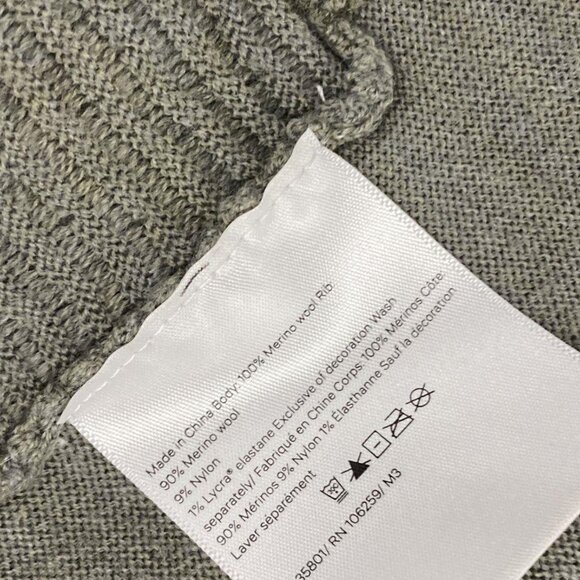 Made in China Body: 100% Merino wool Rib:
90% Merino wool
9% Nylon
1% Lycra® elastane Exclusive of decoration Wash
separately/ Fabriqué en Chine Corps: 100% Mérinos Côte:
90% Mérinos 9% Nylon 1% Élasthanne Sauf la décoration
Laver séparément
35801/ RN 106259/ M3